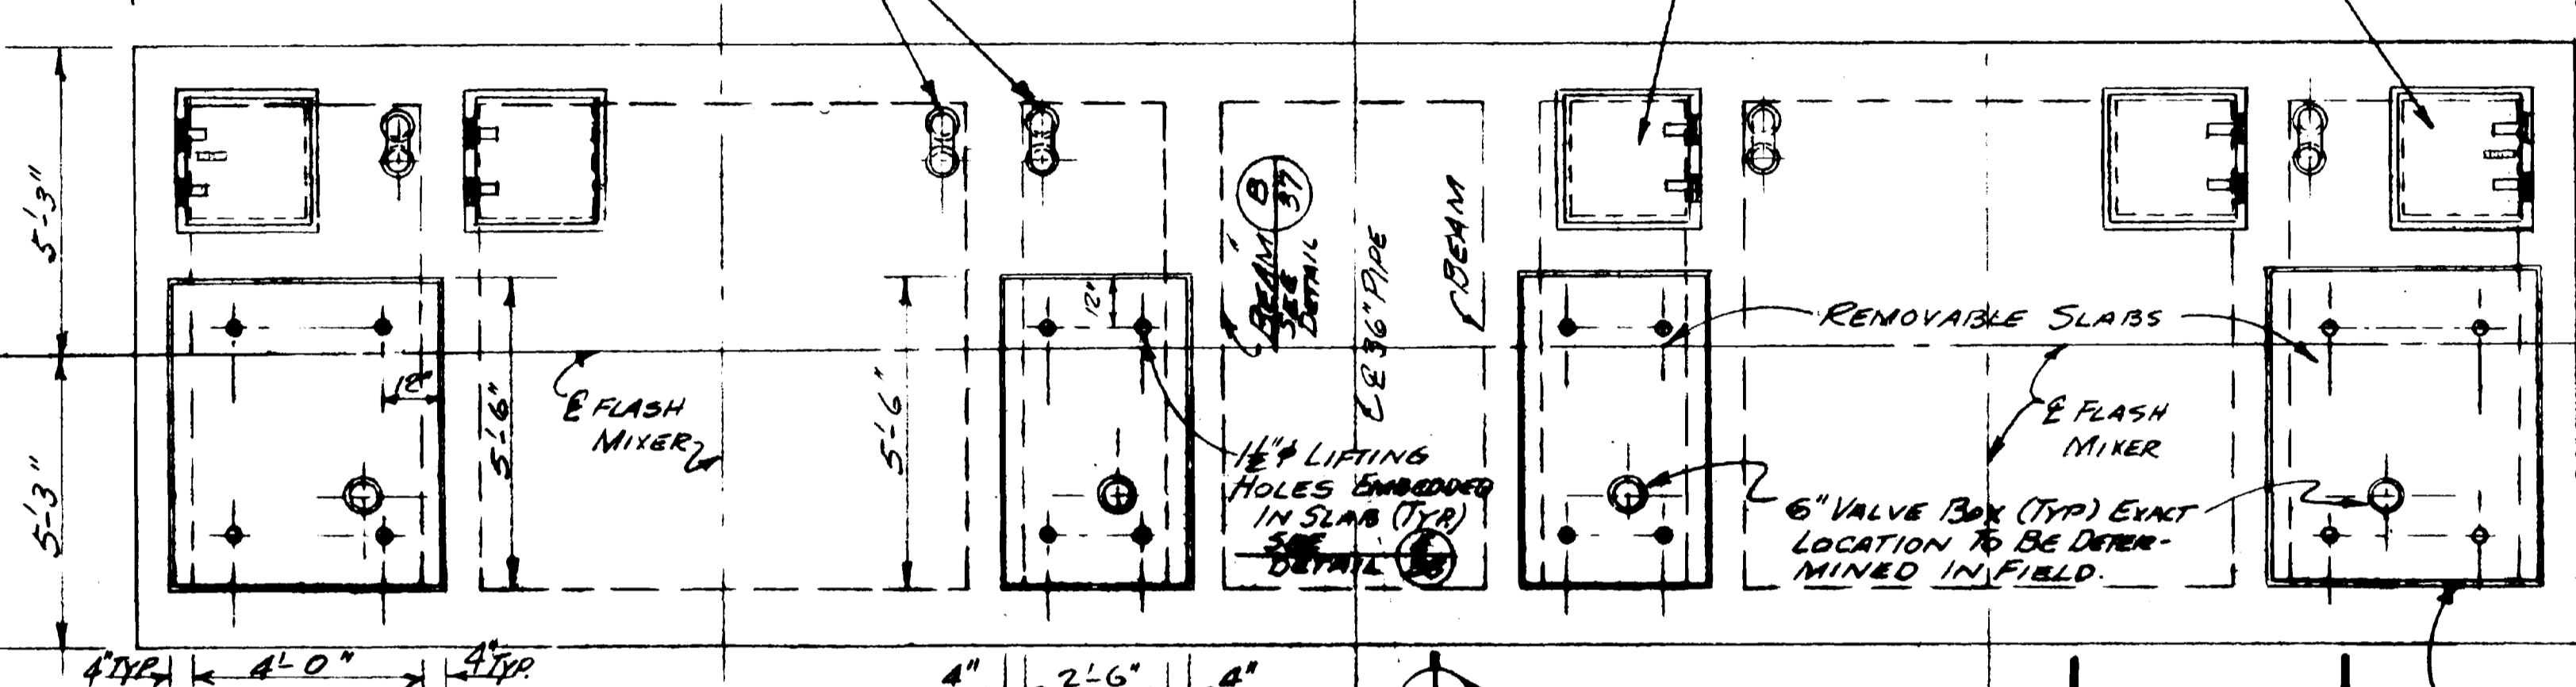 5'-3"
5'-3"
12"
5'-6"
℄ FLASH
MIXER
5'-6"
12"
1½"φ LIFTING
HOLES EMBEDDED
IN SLAB (TYP)
SEE
DETAIL
BEAM
SEE
DETAIL
B
37
℄ 36" PIPE
BEAM
REMOVABLE SLABS
℄ FLASH
MIXER
6" VALVE BOX (TYP) EXACT
LOCATION TO BE DETER-
MINED IN FIELD.
4" TYP.
4'-0"
4" TYP.
4"
2'-6"
4"